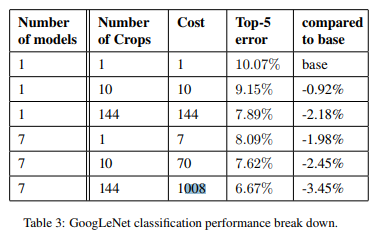 Number of models Number of Crops Cost Top-5 error compared to base
1 1 1 10.07% base
1 10 10 9.15% -0.92%
1 144 144 7.89% -2.18%
7 1 7 8.09% -1.98%
7 10 70 7.62% -2.45%
7 144 1008 6.67% -3.45%
Table 3: GoogLeNet classification performance break down.